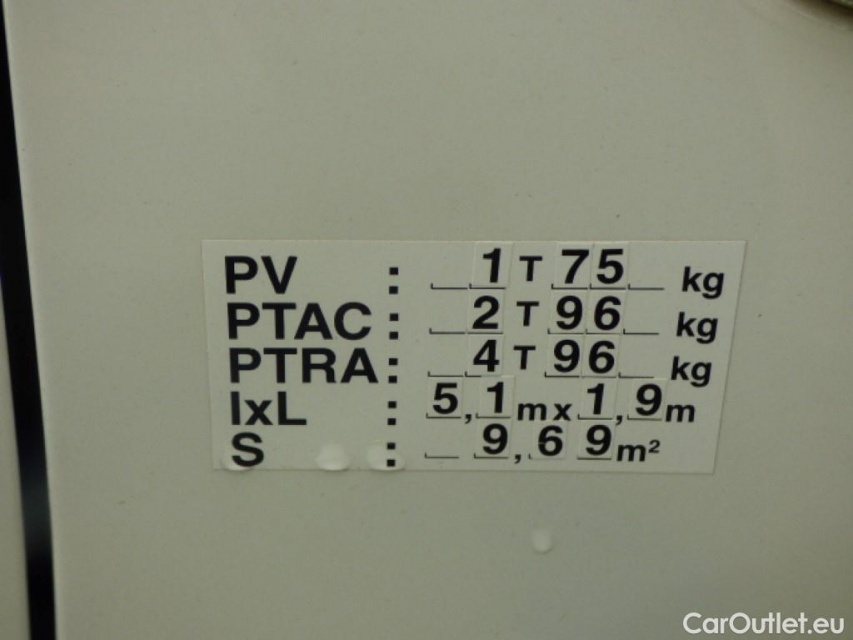 PV : _ 1 T 75 _ kg
PTAC : _ 2 T 96 _ kg
PTRA : _ 4 T 96 _ kg
lxL : 5,1 m x 1,9 m
S : _ 9,69 m²
CarOutlet.eu